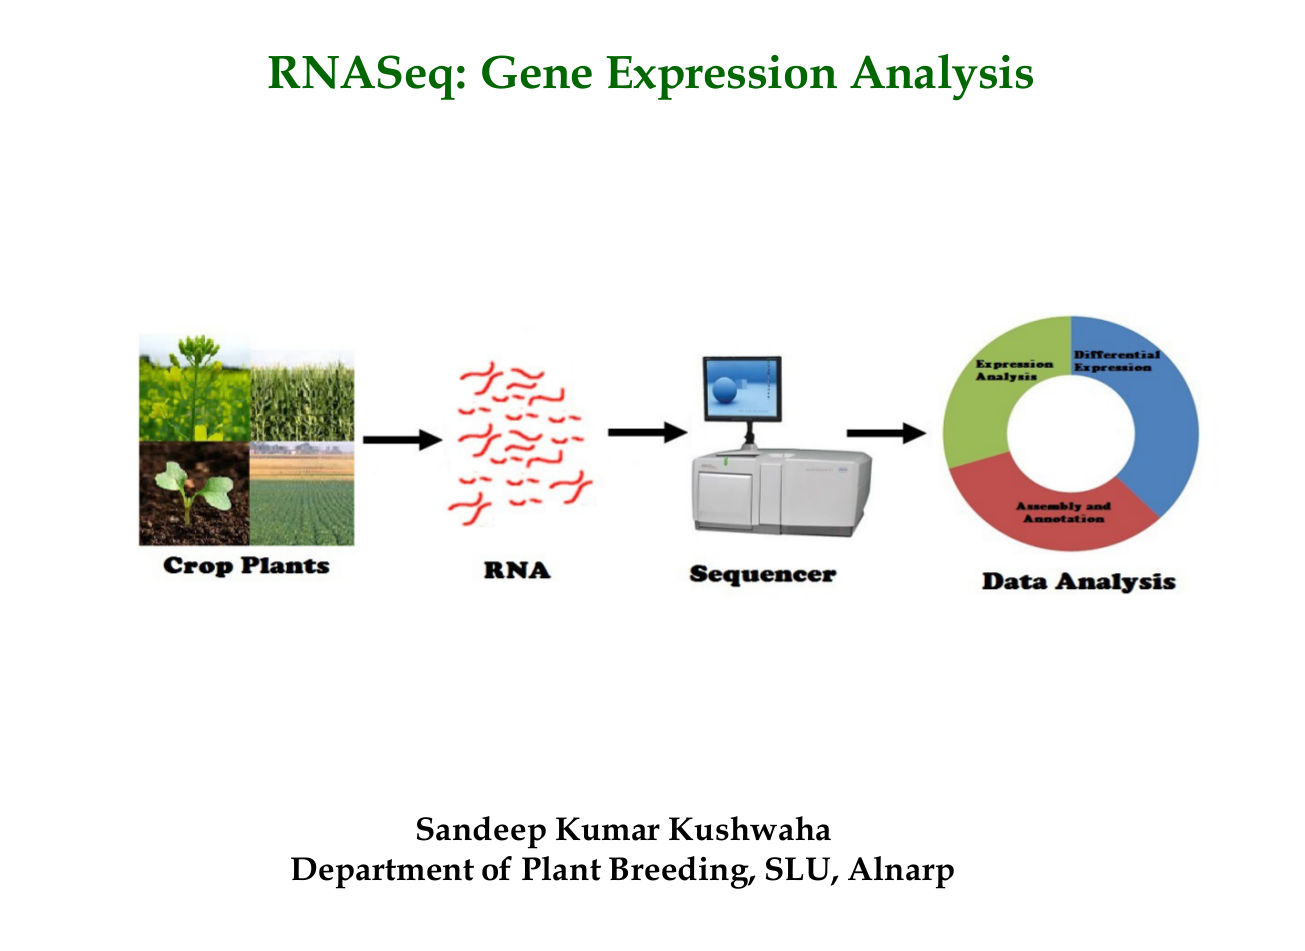 RNASeq: Gene Expression Analysis
Expression
Analysis
Differential
Expression
Assembly and
Annotation
Crop Plants
RNA
Sequencer
Data Analysis
Sandeep Kumar Kushwaha
Department of Plant Breeding, SLU, Alnarp